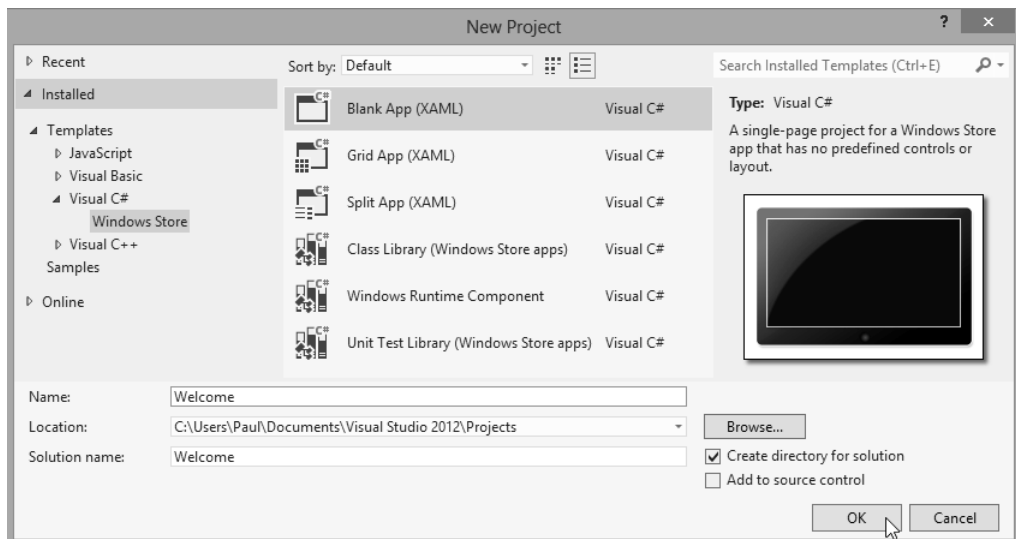 New Project
? ×
Recent
Installed
Templates
JavaScript
Visual Basic
Visual C#
Windows Store
Visual C++
Samples
Online
Sort by: Default
C# Blank App (XAML) Visual C#
C# Grid App (XAML) Visual C#
C# Split App (XAML) Visual C#
C# Class Library (Windows Store apps) Visual C#
C# Windows Runtime Component Visual C#
C# Unit Test Library (Windows Store apps) Visual C#
Search Installed Templates (Ctrl+E)
Type: Visual C#
A single-page project for a Windows Store
app that has no predefined controls or
layout.
Name: Welcome
Location: C:\Users\Paul\Documents\Visual Studio 2012\Projects Browse...
Solution name: Welcome
Create directory for solution
Add to source control
OK Cancel